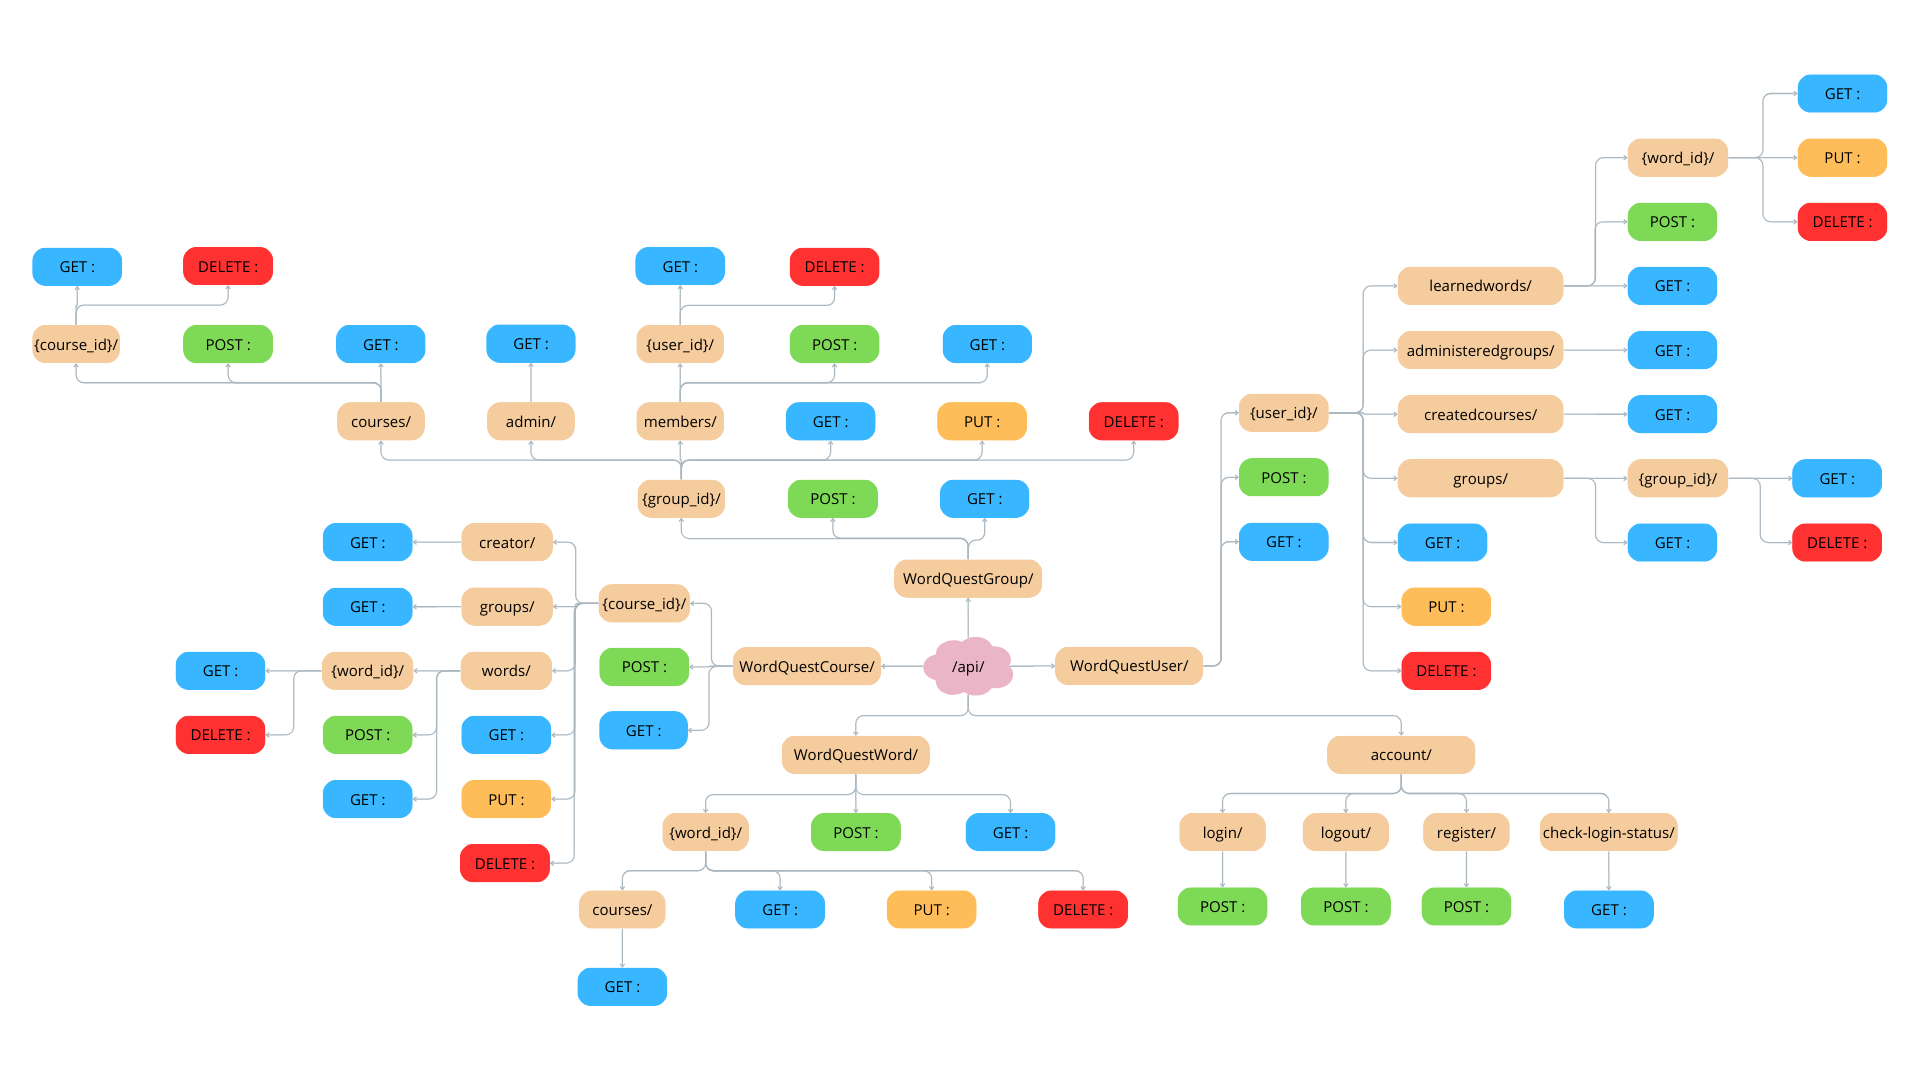 GET :
{word_id}/
PUT :
POST :
DELETE :
GET :
DELETE :
GET :
DELETE :
learnedwords/
GET :
{course_id}/
POST :
GET :
GET :
{user_id}/
POST :
GET :
administeredgroups/
GET :
courses/
admin/
members/
GET :
PUT :
DELETE :
{user_id}/
createdcourses/
GET :
{group_id}/
POST :
GET :
POST :
groups/
{group_id}/
GET :
GET :
creator/
GET :
GET :
GET :
DELETE :
WordQuestGroup/
GET :
groups/
{course_id}/
PUT :
GET :
{word_id}/
words/
POST :
WordQuestCourse/
/api/
WordQuestUser/
DELETE :
DELETE :
POST :
GET :
GET :
WordQuestWord/
account/
GET :
PUT :
{word_id}/
POST :
GET :
login/
logout/
register/
check-login-status/
DELETE :
courses/
GET :
PUT :
DELETE :
POST :
POST :
POST :
GET :
GET :